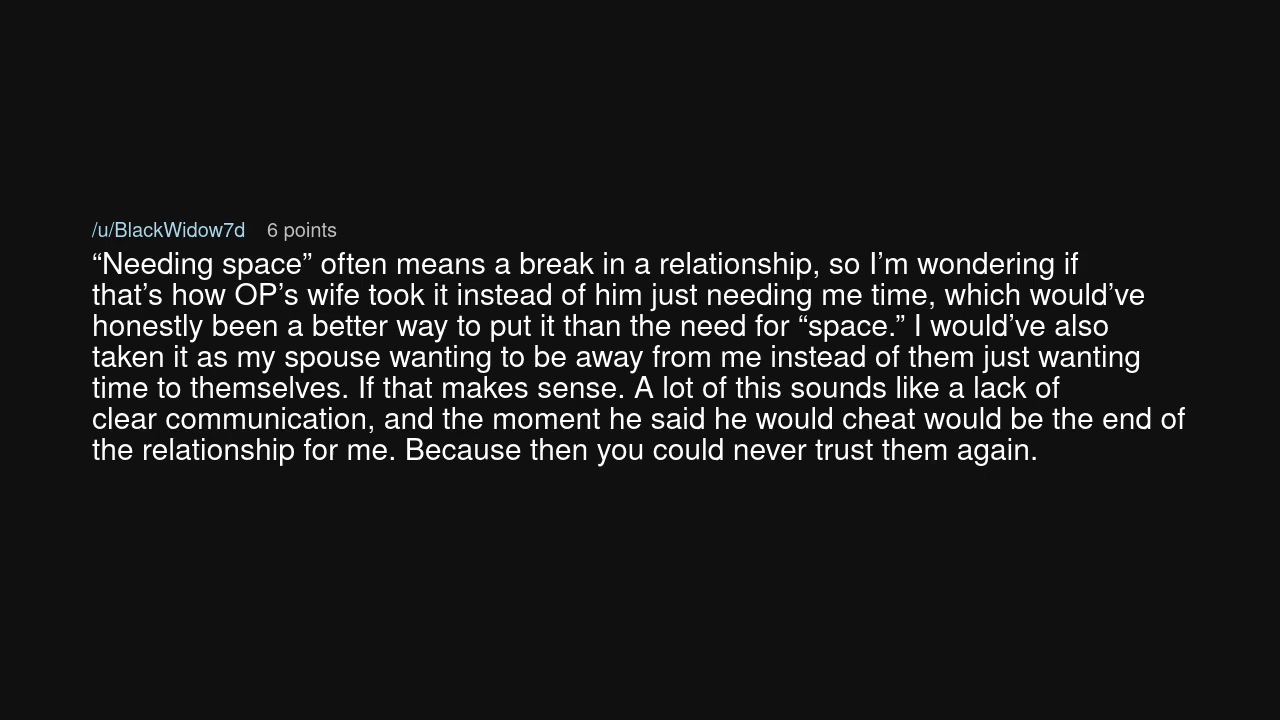 /u/BlackWidow7d 6 points
“Needing space” often means a break in a relationship, so I’m wondering if
that’s how OP’s wife took it instead of him just needing me time, which would’ve
honestly been a better way to put it than the need for “space.” I would’ve also
taken it as my spouse wanting to be away from me instead of them just wanting
time to themselves. If that makes sense. A lot of this sounds like a lack of
clear communication, and the moment he said he would cheat would be the end of
the relationship for me. Because then you could never trust them again.